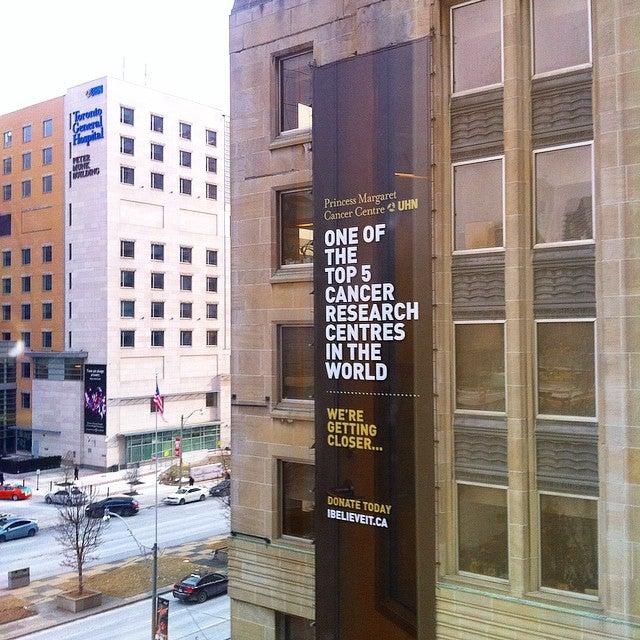 UHN
Toronto
General
Hospital
PETER
MUNK
BUILDING
Princess Margaret
Cancer Centre UHN
ONE OF
THE
TOP 5
CANCER
RESEARCH
CENTRES
IN THE
WORLD
WE'RE
GETTING
CLOSER...
DONATE TODAY
IBELIEVEIT.CA